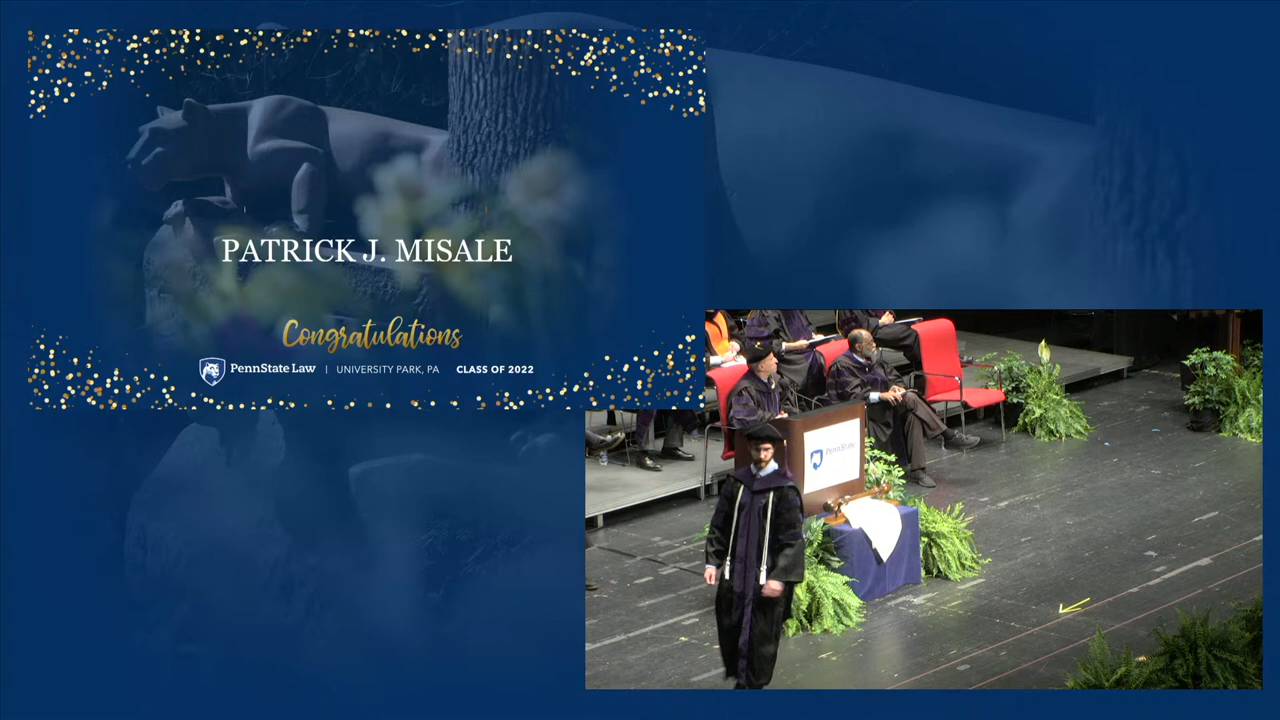 PATRICK J. MISALE
Congratulations
PennState Law | UNIVERSITY PARK, PA CLASS OF 2022
PennState